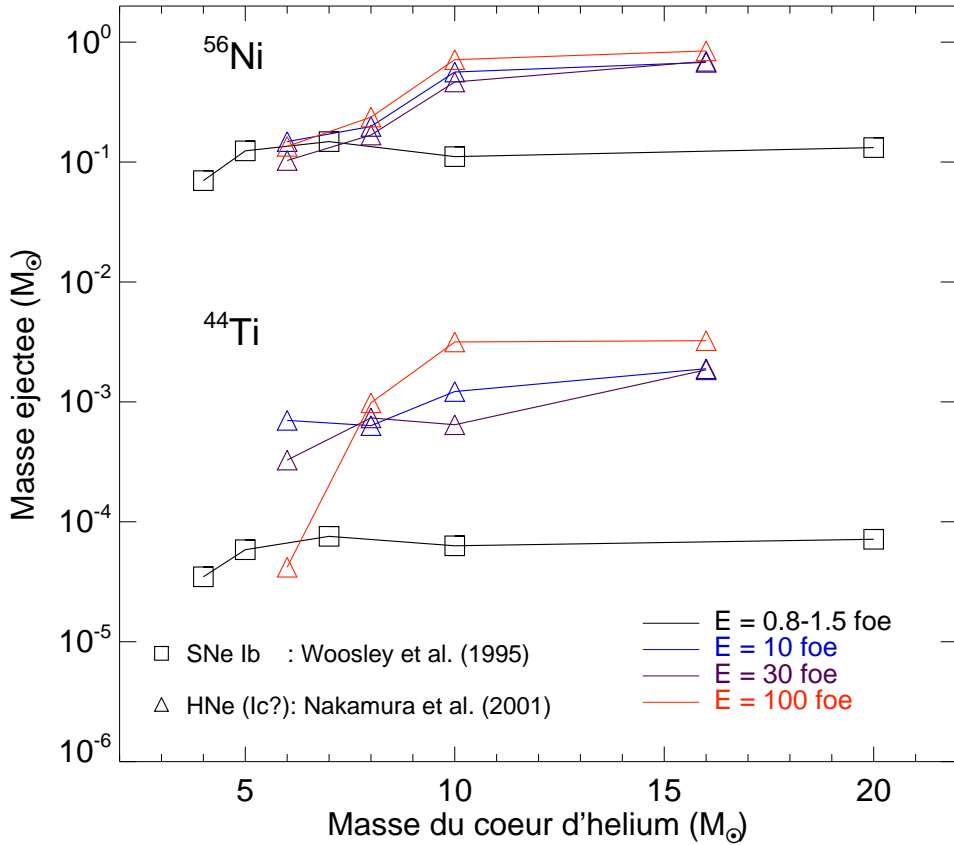 ⁵⁶Ni
⁴⁴Ti
Masse ejectee (M☉)
10⁰
10⁻¹
10⁻²
10⁻³
10⁻⁴
10⁻⁵
10⁻⁶
SNe Ib : Woosley et al. (1995)
HNe (Ic?): Nakamura et al. (2001)
E = 0.8-1.5 foe
E = 10 foe
E = 30 foe
E = 100 foe
5 10 15 20
Masse du coeur d'helium (M☉)